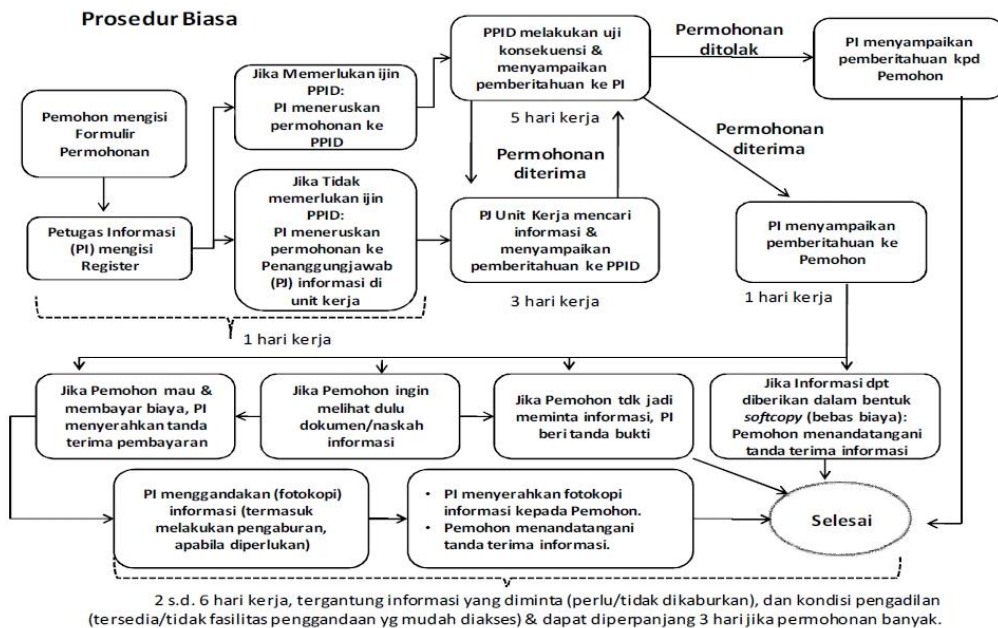 Prosedur Biasa
Pemohon mengisi
Formulir
Permohonan
Petugas Informasi
(PI) mengisi
Register
Jika Memerlukan ijin
PPID:
PI meneruskan
permohonan ke
PPID
Jika Tidak
memerlukan ijin
PPID:
PI meneruskan
permohonan ke
Penanggungjawab
(PJ) informasi di
unit kerja
1 hari kerja
PPID melakukan uji
konsekuensi &
menyampaikan
pemberitahuan ke PI
5 hari kerja
Permohonan
diterima
PJ Unit Kerja mencari
informasi &
menyampaikan
pemberitahuan ke PPID
3 hari kerja
Permohonan
ditolak
PI menyampaikan
pemberitahuan kpd
Pemohon
Permohonan
diterima
PI menyampaikan
pemberitahuan ke
Pemohon
1 hari kerja
Jika Pemohon mau &
membayar biaya, PI
menyerahkan tanda
terima pembayaran
Jika Pemohon ingin
melihat dulu
dokumen/naskah
informasi
Jika Pemohon tdk jadi
meminta informasi, PI
beri tanda bukti
Jika Informasi dpt
diberikan dalam bentuk
softcopy (bebas biaya):
Pemohon menandatangani
tanda terima informasi
PI menggandakan (fotokopi)
informasi (termasuk
melakukan pengaburan,
apabila diperlukan)
• PI menyerahkan fotokopi
informasi kepada Pemohon.
• Pemohon menandatangani
tanda terima informasi.
Selesai
2 s.d. 6 hari kerja, tergantung informasi yang diminta (perlu/tidak dikaburkan), dan kondisi pengadilan
(tersedia/tidak fasilitas penggandaan yg mudah diakses) & dapat diperpanjang 3 hari jika permohonan banyak.